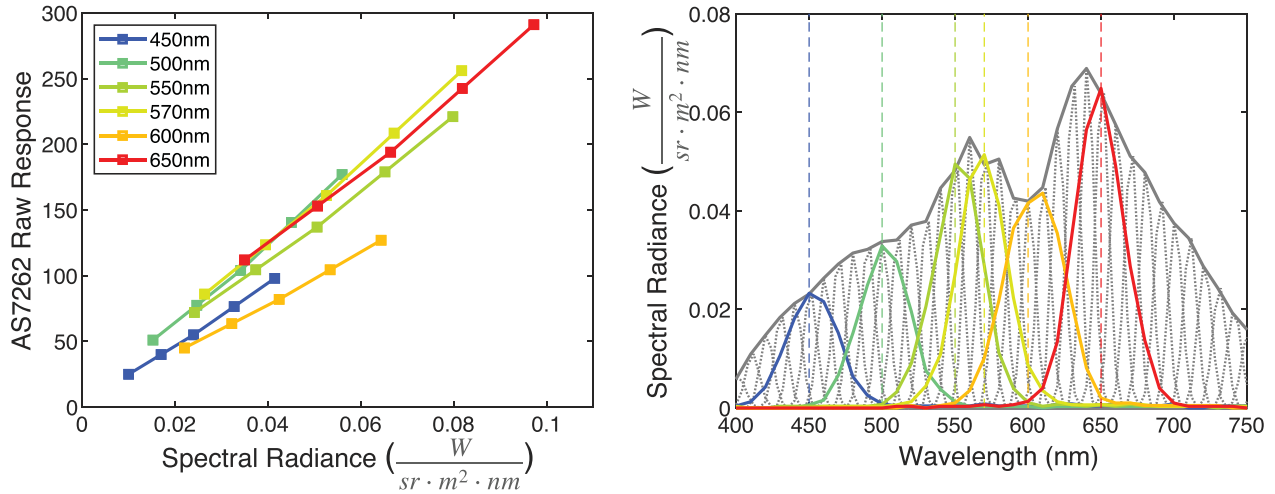 300
250
200
150
100
50
0
AS7262 Raw Response
450nm
500nm
550nm
570nm
600nm
650nm
0 0.02 0.04 0.06 0.08 0.1
Spectral Radiance ( W / sr · m² · nm )
0.08
0.06
0.04
0.02
0
Spectral Radiance ( W / sr · m² · nm )
400 450 500 550 600 650 700 750
Wavelength (nm)